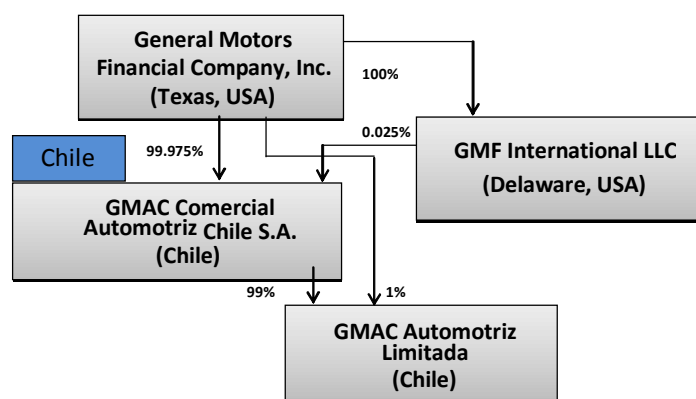 General Motors
Financial Company, Inc.
(Texas, USA)
100%
0.025%
99.975%
Chile
GMF International LLC
(Delaware, USA)
GMAC Comercial
Automotriz Chile S.A.
(Chile)
99%
1%
GMAC Automotriz
Limitada
(Chile)